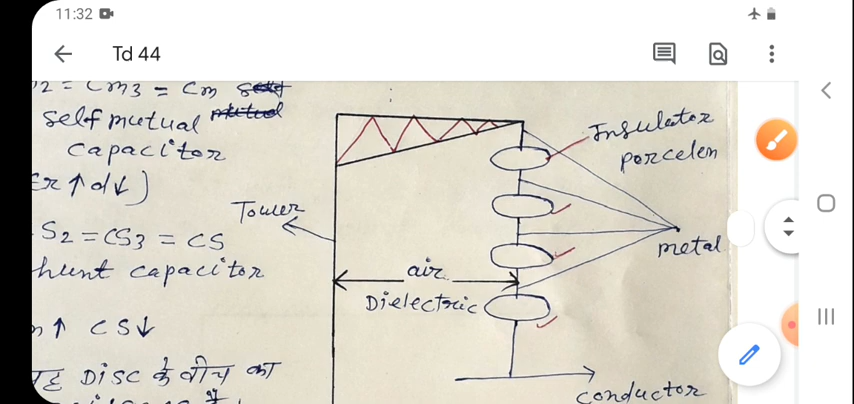 11:32
Td 44
2 = Cm3 = Cm
self mutual
capacitor
Er ↑ d↓)
S2 = CS3 = CS
hunt capacitor
↑ CS↓
DISC के बीच का
Tower
air
Dielectric
Insulator
porcelen
metal
conductor